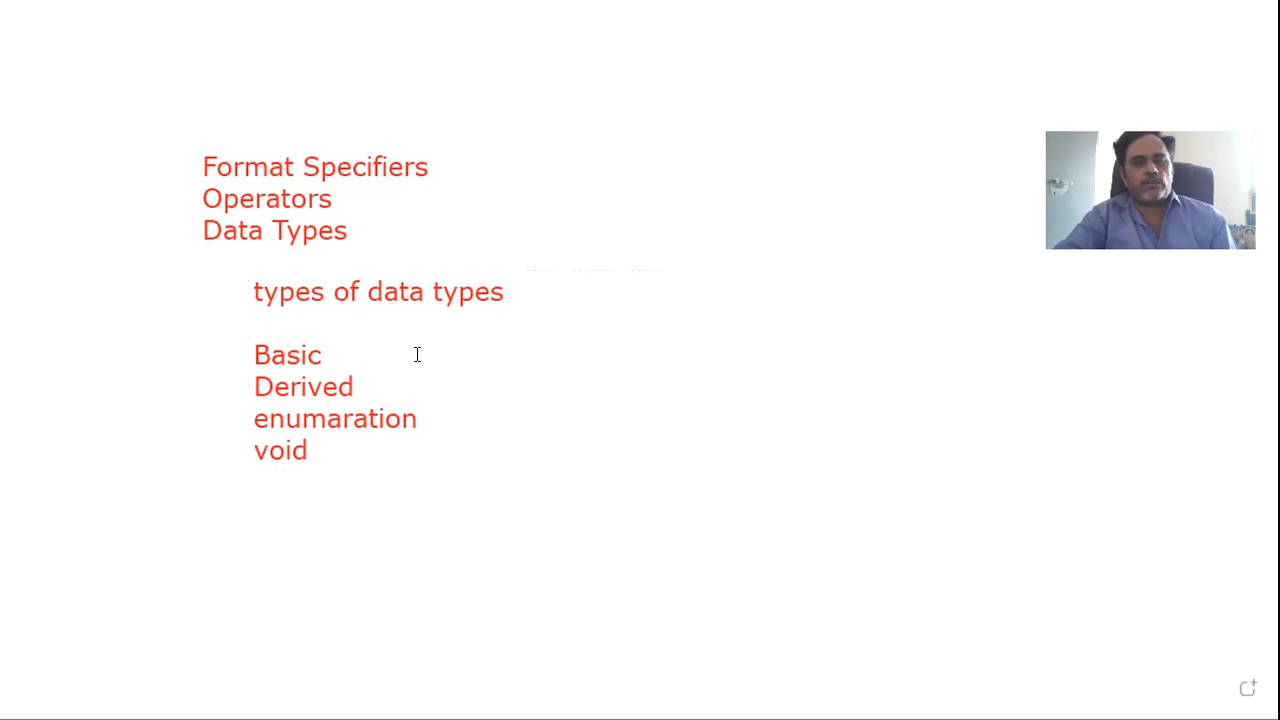 Format Specifiers
Operators
Data Types
types of data types
Basic
Derived
enumaration
void